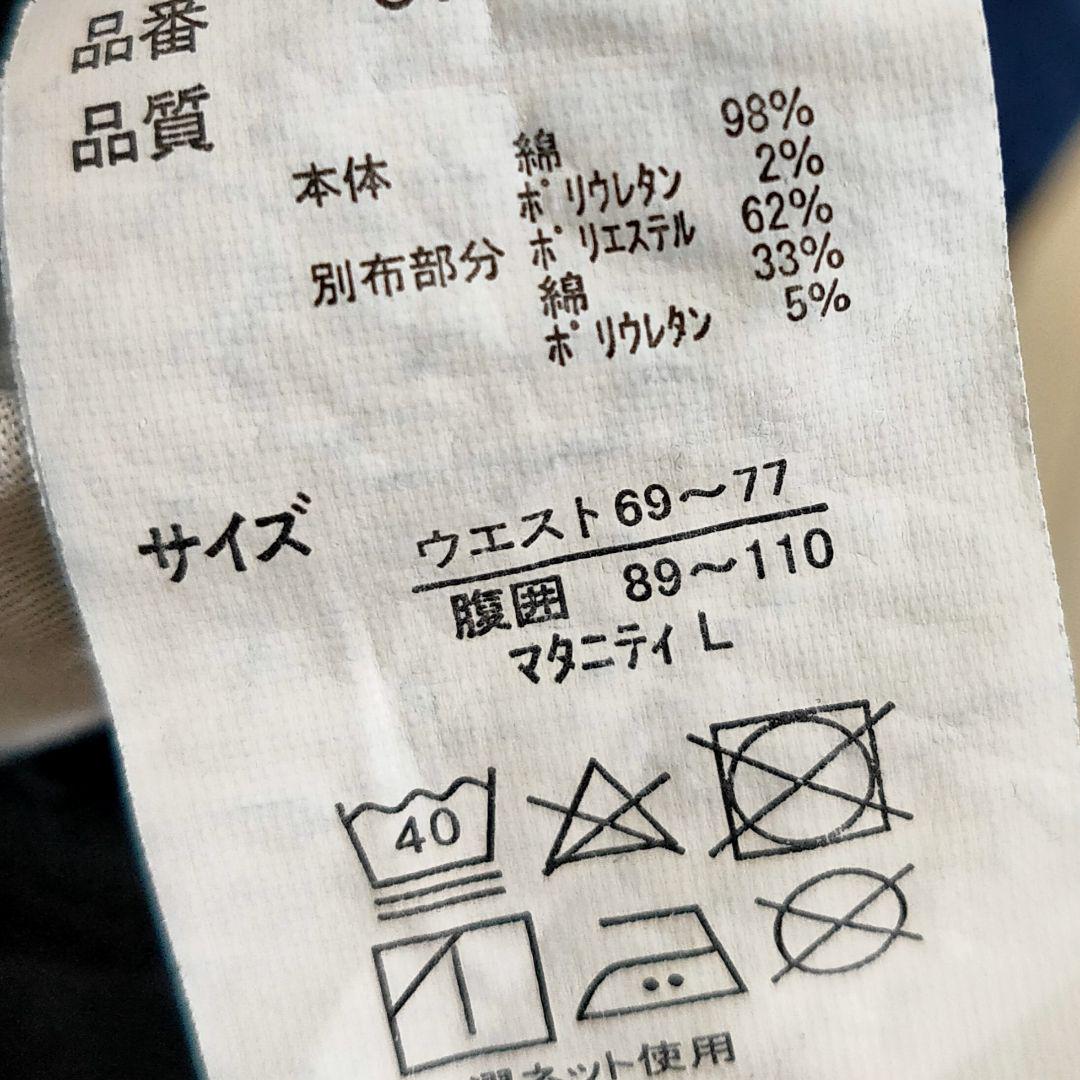 品番
品質
本体 綿 98%
ポリウレタン 2%
別布部分 ポリエステル 62%
綿 33%
ポリウレタン 5%
サイズ ウエスト69〜77
腹囲 89〜110
マタニティ L
40
ネット使用